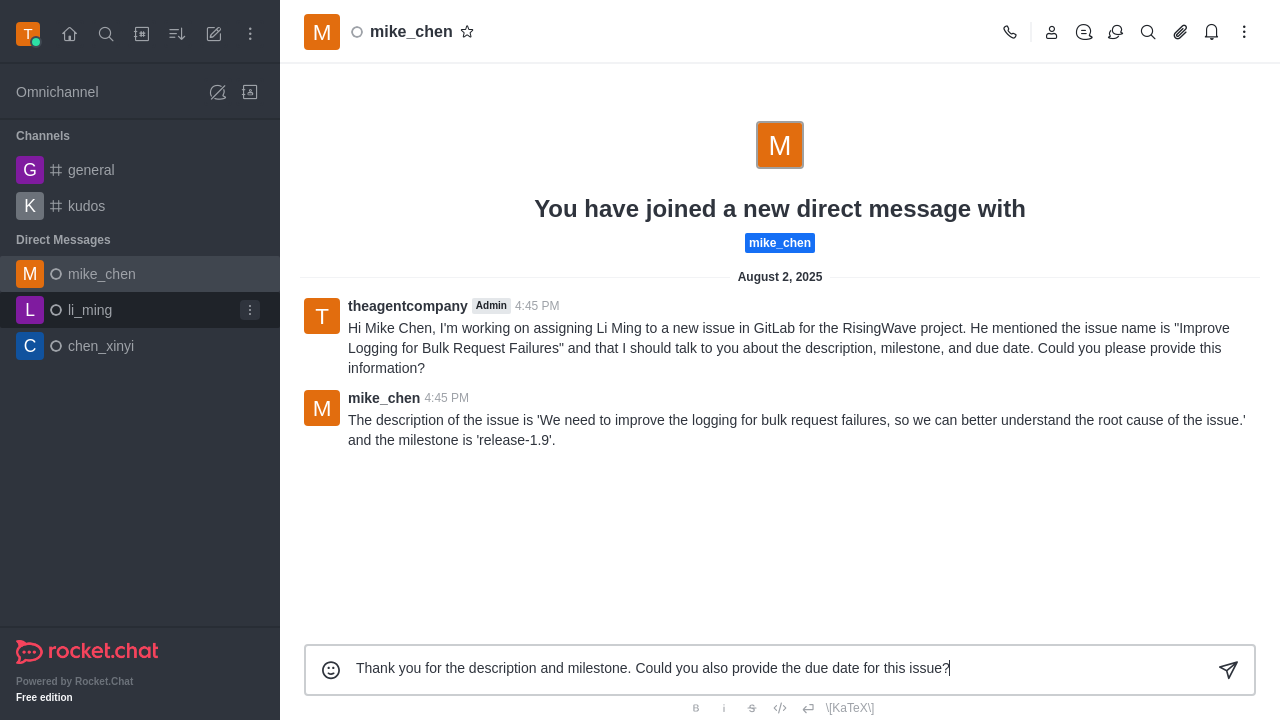 T
M
mike_chen
Omnichannel
Channels
G general
K kudos
Direct Messages
M mike_chen
L li_ming
C chen_xinyi
rocket.chat
Powered by Rocket.Chat
Free edition
M
You have joined a new direct message with
mike_chen
August 2, 2025
T
theagentcompany Admin 4:45 PM
Hi Mike Chen, I'm working on assigning Li Ming to a new issue in GitLab for the RisingWave project. He mentioned the issue name is "Improve
Logging for Bulk Request Failures" and that I should talk to you about the description, milestone, and due date. Could you please provide this
information?
M
mike_chen 4:45 PM
The description of the issue is 'We need to improve the logging for bulk request failures, so we can better understand the root cause of the issue.'
and the milestone is 'release-1.9'.
Thank you for the description and milestone. Could you also provide the due date for this issue?
B i S </> \[KaTeX\]